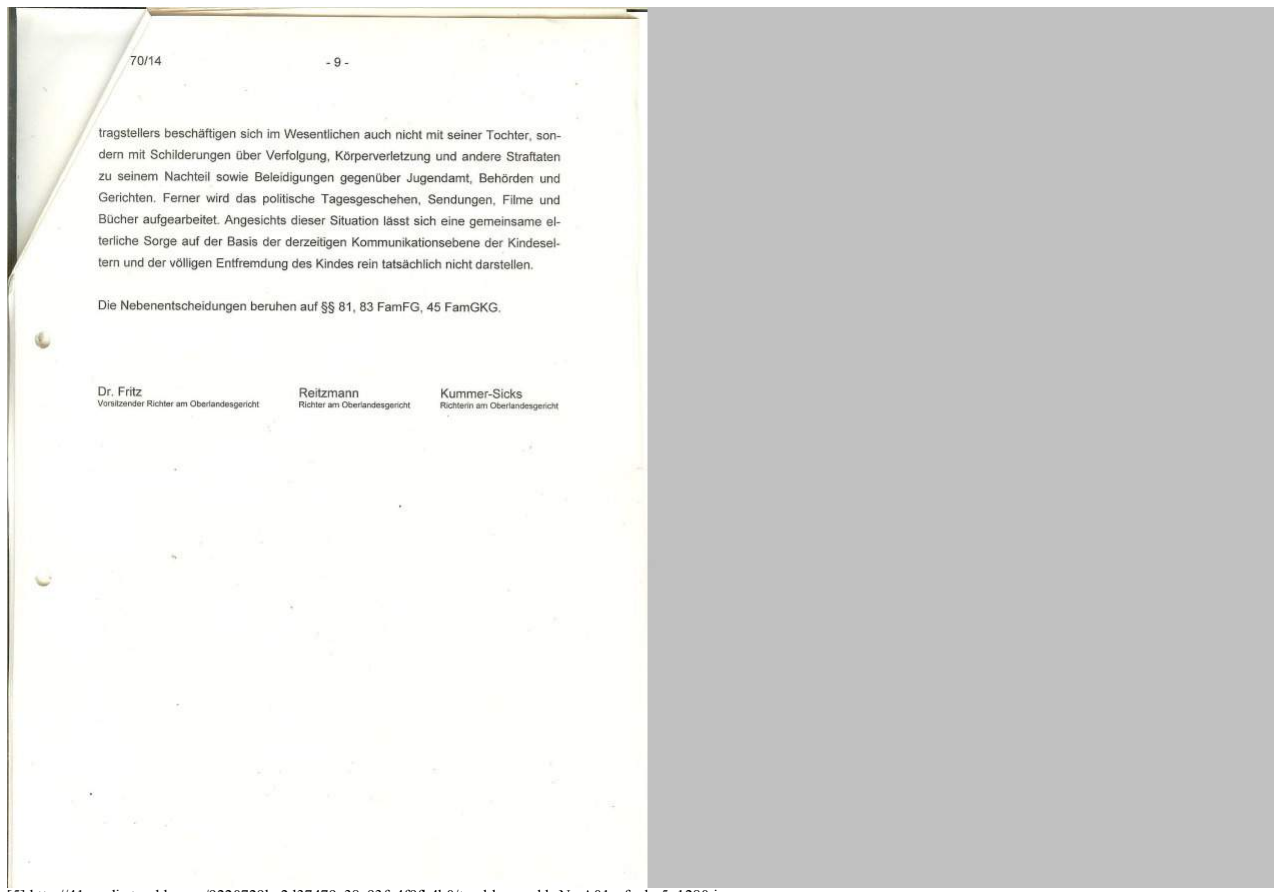 70/14
- 9 -
tragstellers beschäftigen sich im Wesentlichen auch nicht mit seiner Tochter, son-
dern mit Schilderungen über Verfolgung, Körperverletzung und andere Straftaten
zu seinem Nachteil sowie Beleidigungen gegenüber Jugendamt, Behörden und
Gerichten. Ferner wird das politische Tagesgeschehen, Sendungen, Filme und
Bücher aufgearbeitet. Angesichts dieser Situation lässt sich eine gemeinsame el-
terliche Sorge auf der Basis der derzeitigen Kommunikationsebene der Kindesel-
tern und der völligen Entfremdung des Kindes rein tatsächlich nicht darstellen.
Die Nebenentscheidungen beruhen auf §§ 81, 83 FamFG, 45 FamGKG.
Dr. Fritz
Vorsitzender Richter am Oberlandesgericht
Reitzmann
Richter am Oberlandesgericht
Kummer-Sicks
Richterin am Oberlandesgericht